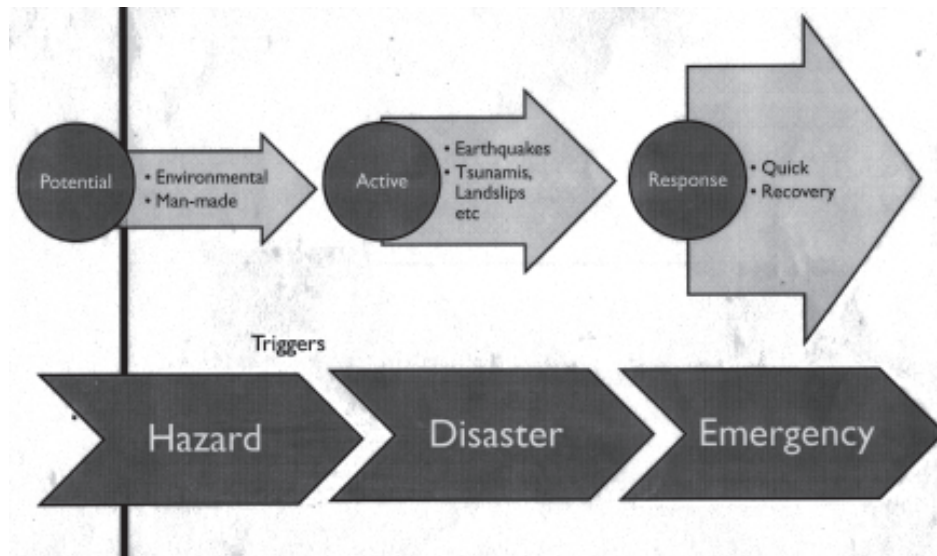 Potential
• Environmental
• Man-made
Active
• Earthquakes
• Tsunamis,
Landslips
etc
Response
• Quick
• Recovery
Triggers
Hazard
Disaster
Emergency